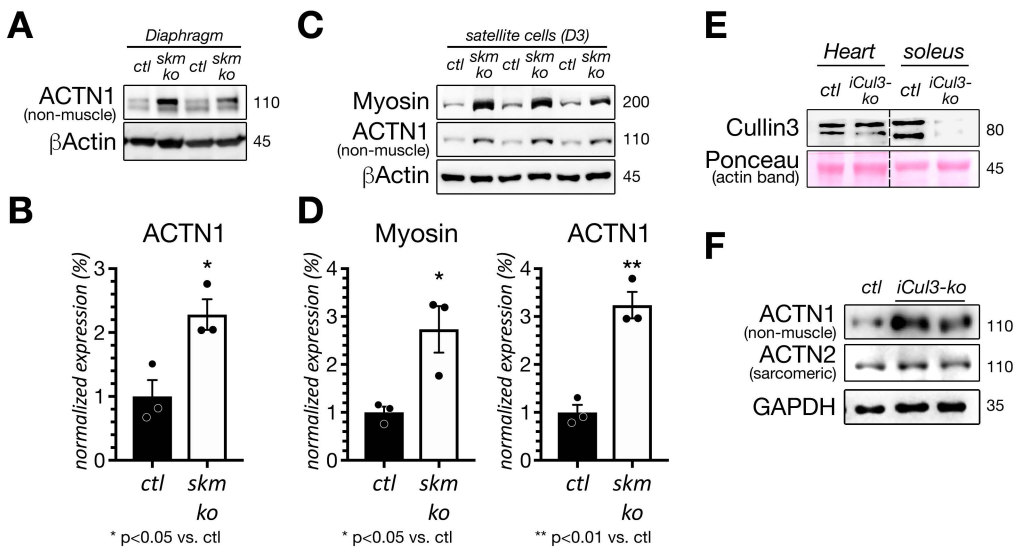 A
Diaphragm
ctl skm ko ctl skm ko
ACTN1 110
(non-muscle)
βActin 45
B
ACTN1
normalized expression (%)
3
2
1
0
*
ctl skm
ko
* p<0.05 vs. ctl
C
satellite cells (D3)
ctl skm ko ctl skm ko ctl skm ko
Myosin 200
ACTN1 110
(non-muscle)
βActin 45
D
Myosin
normalized expression (%)
4
3
2
1
0
*
ctl skm
ko
* p<0.05 vs. ctl
ACTN1
normalized expression (%)
4
3
2
1
0
**
ctl skm
ko
** p<0.01 vs. ctl
E
Heart soleus
ctl iCul3-ko ctl iCul3-ko
Cullin3 80
Ponceau 45
(actin band)
F
ctl iCul3-ko
ACTN1 110
(non-muscle)
ACTN2 110
(sarcomeric)
GAPDH 35